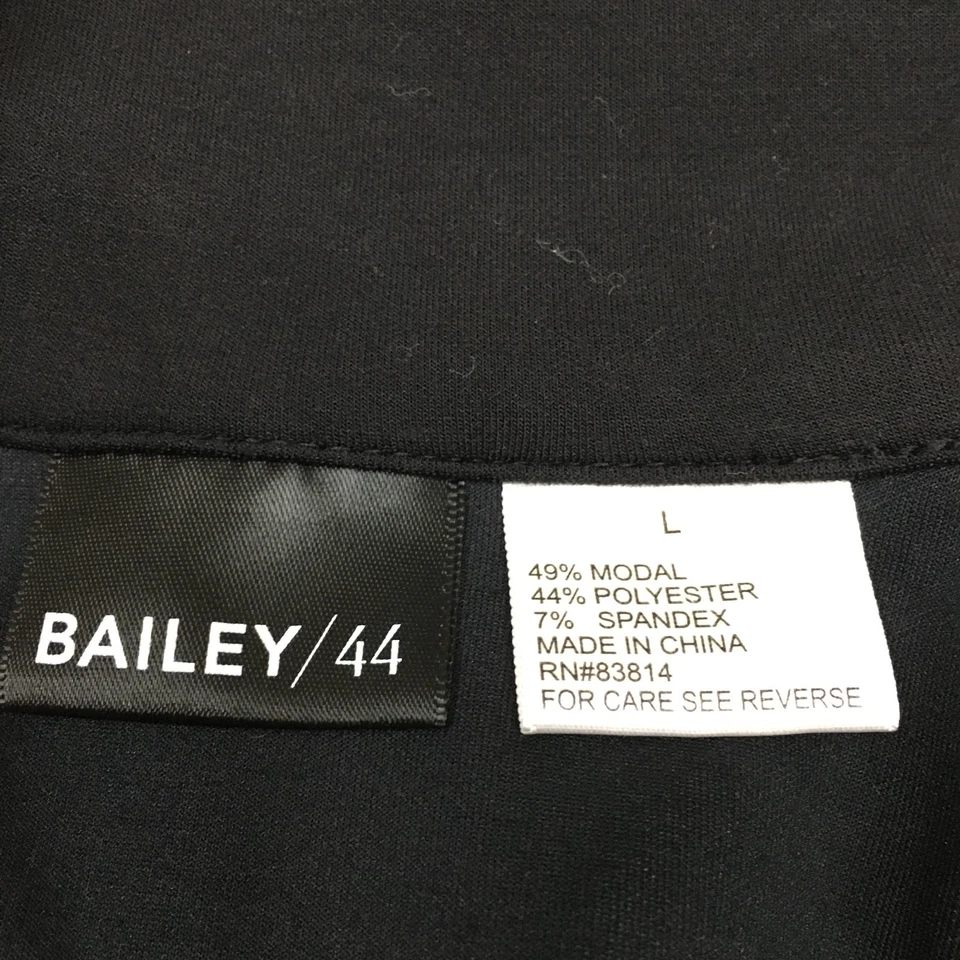 BAILEY/44
L
49% MODAL
44% POLYESTER
7% SPANDEX
MADE IN CHINA
RN#83814
FOR CARE SEE REVERSE